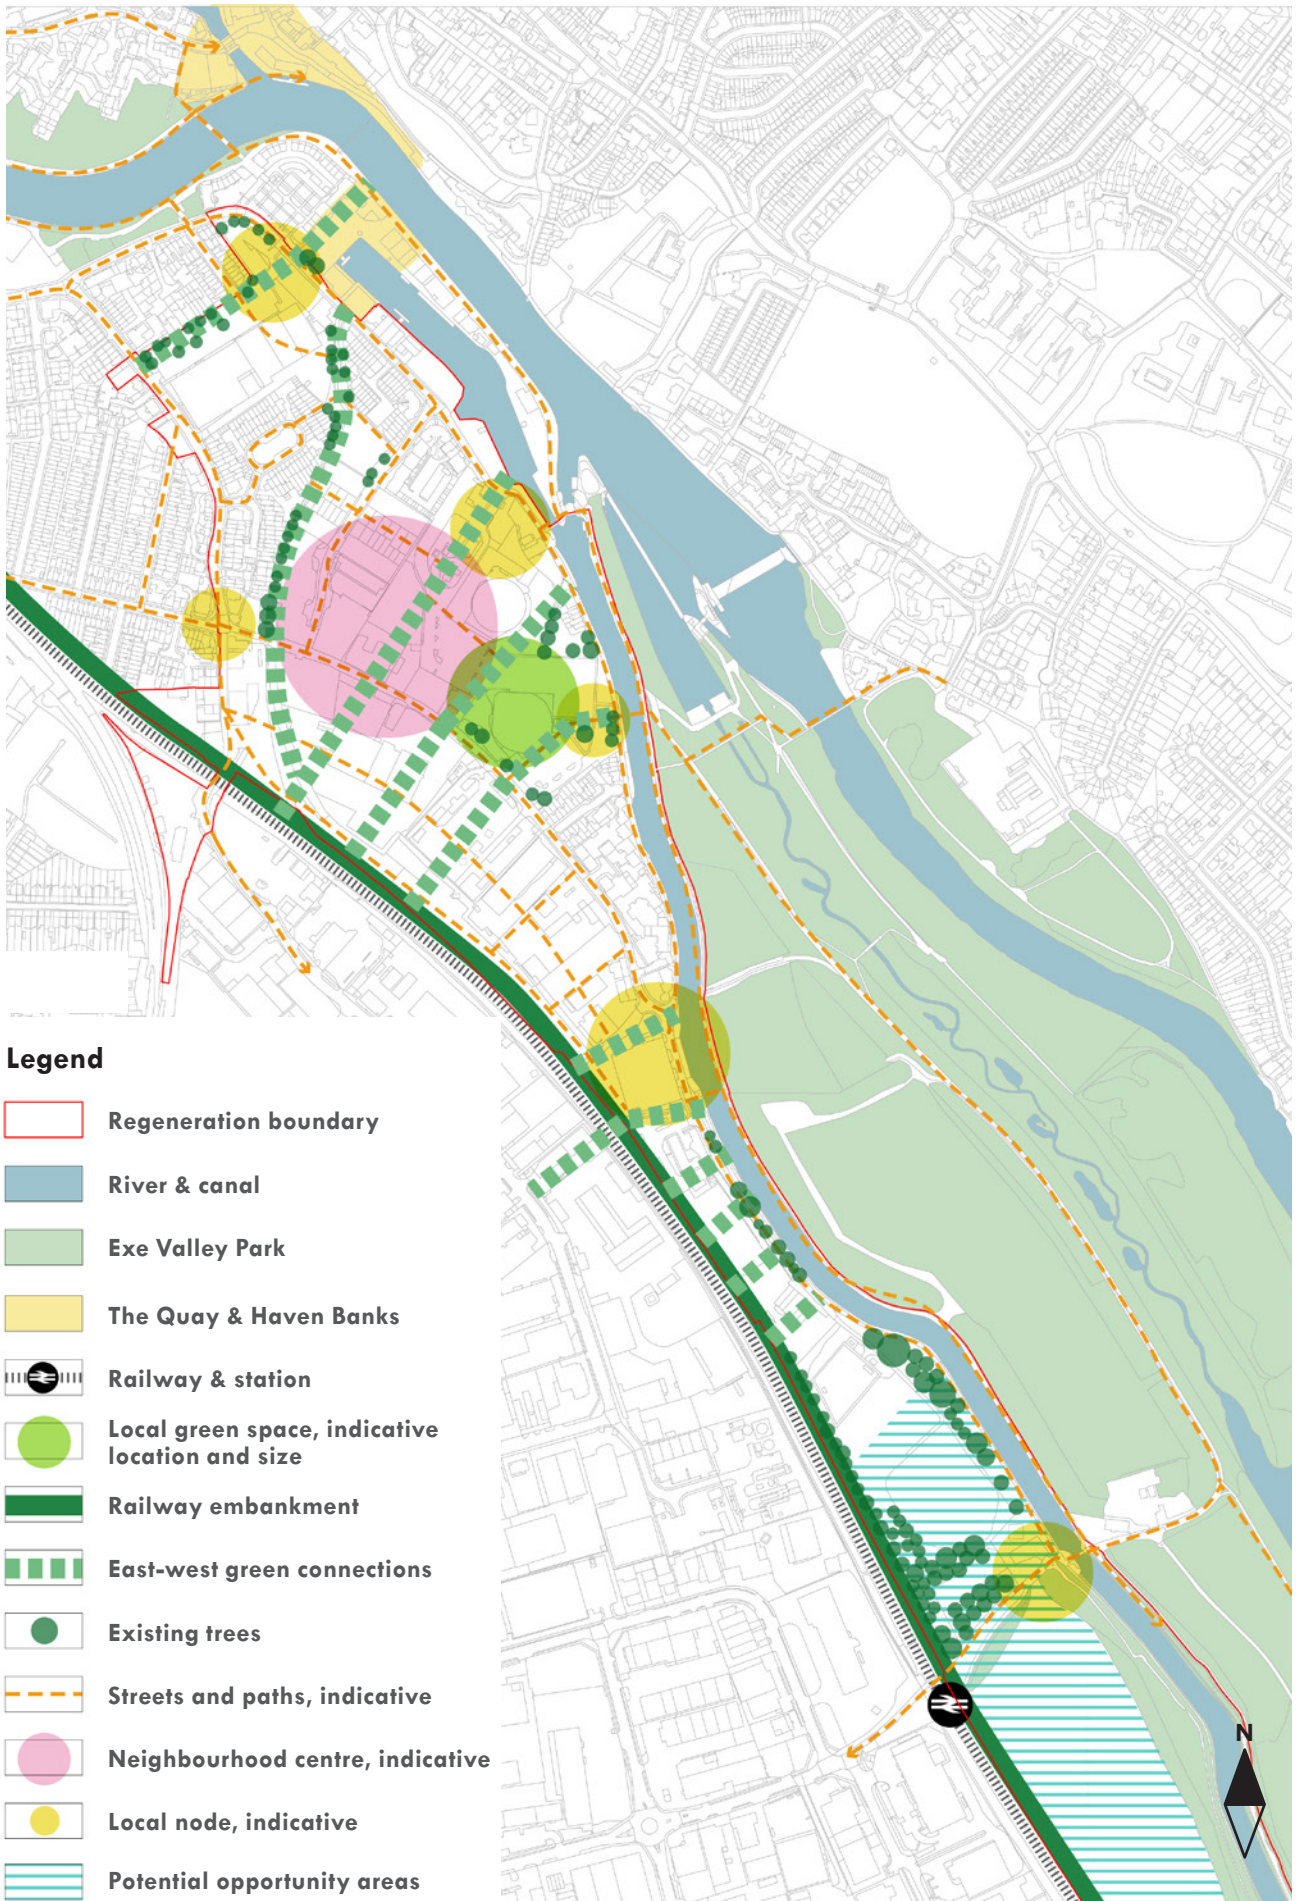 Legend
Regeneration boundary
River & canal
Exe Valley Park
The Quay & Haven Banks
Railway & station
Local green space, indicative
location and size
Railway embankment
East-west green connections
Existing trees
Streets and paths, indicative
Neighbourhood centre, indicative
Local node, indicative
Potential opportunity areas
N